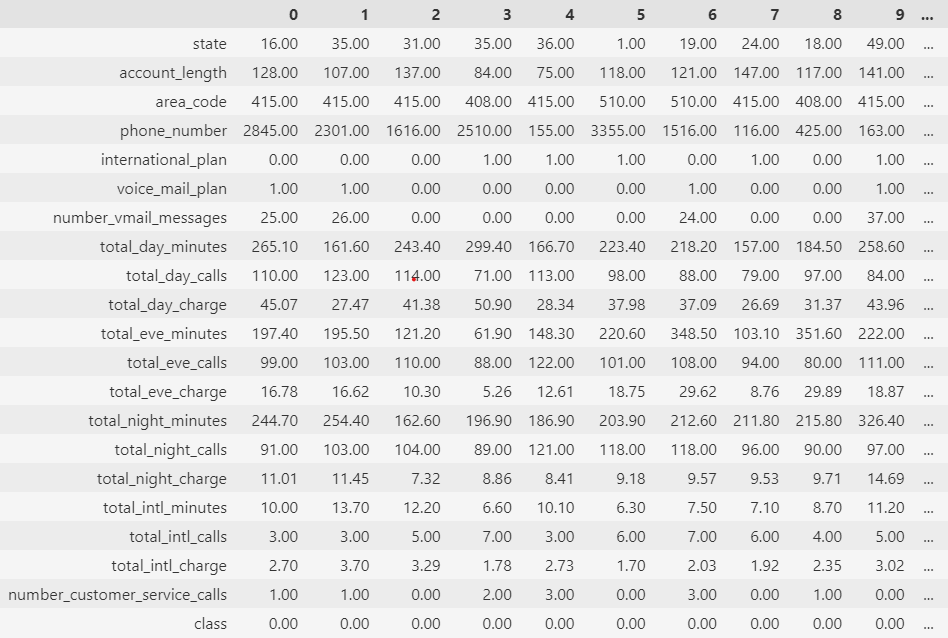 0 1 2 3 4 5 6 7 8 9 ...
state 16.00 35.00 31.00 35.00 36.00 1.00 19.00 24.00 18.00 49.00 ...
account_length 128.00 107.00 137.00 84.00 75.00 118.00 121.00 147.00 117.00 141.00 ...
area_code 415.00 415.00 415.00 408.00 415.00 510.00 510.00 415.00 408.00 415.00 ...
phone_number 2845.00 2301.00 1616.00 2510.00 155.00 3355.00 1516.00 116.00 425.00 163.00 ...
international_plan 0.00 0.00 0.00 1.00 1.00 1.00 0.00 1.00 0.00 1.00 ...
voice_mail_plan 1.00 1.00 0.00 0.00 0.00 0.00 1.00 0.00 0.00 1.00 ...
number_vmail_messages 25.00 26.00 0.00 0.00 0.00 0.00 24.00 0.00 0.00 37.00 ...
total_day_minutes 265.10 161.60 243.40 299.40 166.70 223.40 218.20 157.00 184.50 258.60 ...
total_day_calls 110.00 123.00 114.00 71.00 113.00 98.00 88.00 79.00 97.00 84.00 ...
total_day_charge 45.07 27.47 41.38 50.90 28.34 37.98 37.09 26.69 31.37 43.96 ...
total_eve_minutes 197.40 195.50 121.20 61.90 148.30 220.60 348.50 103.10 351.60 222.00 ...
total_eve_calls 99.00 103.00 110.00 88.00 122.00 101.00 108.00 94.00 80.00 111.00 ...
total_eve_charge 16.78 16.62 10.30 5.26 12.61 18.75 29.62 8.76 29.89 18.87 ...
total_night_minutes 244.70 254.40 162.60 196.90 186.90 203.90 212.60 211.80 215.80 326.40 ...
total_night_calls 91.00 103.00 104.00 89.00 121.00 118.00 118.00 96.00 90.00 97.00 ...
total_night_charge 11.01 11.45 7.32 8.86 8.41 9.18 9.57 9.53 9.71 14.69 ...
total_intl_minutes 10.00 13.70 12.20 6.60 10.10 6.30 7.50 7.10 8.70 11.20 ...
total_intl_calls 3.00 3.00 5.00 7.00 3.00 6.00 7.00 6.00 4.00 5.00 ...
total_intl_charge 2.70 3.70 3.29 1.78 2.73 1.70 2.03 1.92 2.35 3.02 ...
number_customer_service_calls 1.00 1.00 0.00 2.00 3.00 0.00 3.00 0.00 1.00 0.00 ...
class 0.00 0.00 0.00 0.00 0.00 0.00 0.00 0.00 0.00 0.00 ...